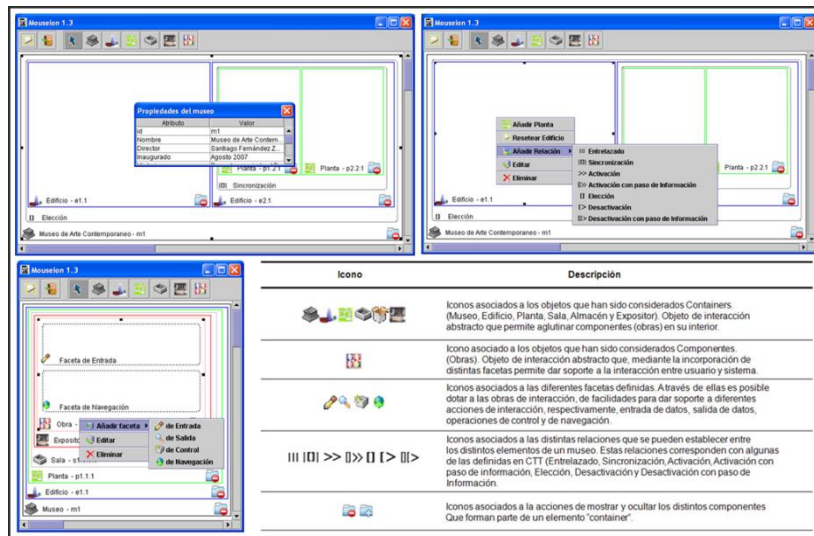 Mouseion 1.3
Propiedades del museo
Atributo Valor
id m1
Nombre Museo de Arte Contem...
Director Santiago Fernández Z...
Inaugurado Agosto 2007
Planta - p1.2.1
Planta - p2.2.1
|[]| Sincronización
Edificio - e1.1
Edificio - e2.1
[] Elección
Museo de Arte Contemporaneo - m1
Mouseion 1.3
Añadir Planta
Resetear Edificio
Añadir Relación
Editar
Eliminar
||| Entrelazado
|[]| Sincronización
>> Activación
[]>> Activación con paso de Información
[] Elección
[> Desactivación
[]> Desactivación con paso de Información
Planta - p2.2.1
Edificio - e1.1
[] Elección
Museo de Arte Contemporaneo - m1
Mouseion 1.3
Faceta de Entrada
Faceta de Navegación
Obra -
Exposito
Sala - s1
Planta - p1.1.1
Edificio - e1.1
Museo - m1
Añadir faceta
Editar
Eliminar
de Entrada
de Salida
de Control
de Navegación
Icono Descripción
Iconos asociados a los objetos que han sido considerados Containers.
(Museo, Edificio, Planta, Sala, Almacén y Expositor). Objeto de interacción
abstracto que permite aglutinar componentes (obras) en su interior.
Icono asociado a los objetos que han sido considerados Componentes.
(Obras). Objeto de interacción abstracto que, mediante la incorporación de
distintas facetas permite dar soporte a la interacción entre usuario y sistema.
Iconos asociados a las diferentes facetas definidas. A través de ellas es posible
dotar a las obras de interacción, de facilidades para dar soporte a diferentes
acciones de interacción, respectivamente, entrada de datos, salida de datos,
operaciones de control y de navegación.
||| |[]| >> []>> [] [> []>
Iconos asociados a las distintas relaciones que se pueden establecer entre
los distintos elementos de un museo. Estas relaciones corresponden con algunas
de las definidas en CTT (Entrelazado, Sincronización, Activación, Activación con
paso de información, Elección, Desactivación y Desactivación con paso de
Información.
Iconos asociados a la acciones de mostrar y ocultar los distintos componentes
Que forman parte de un elemento "container".